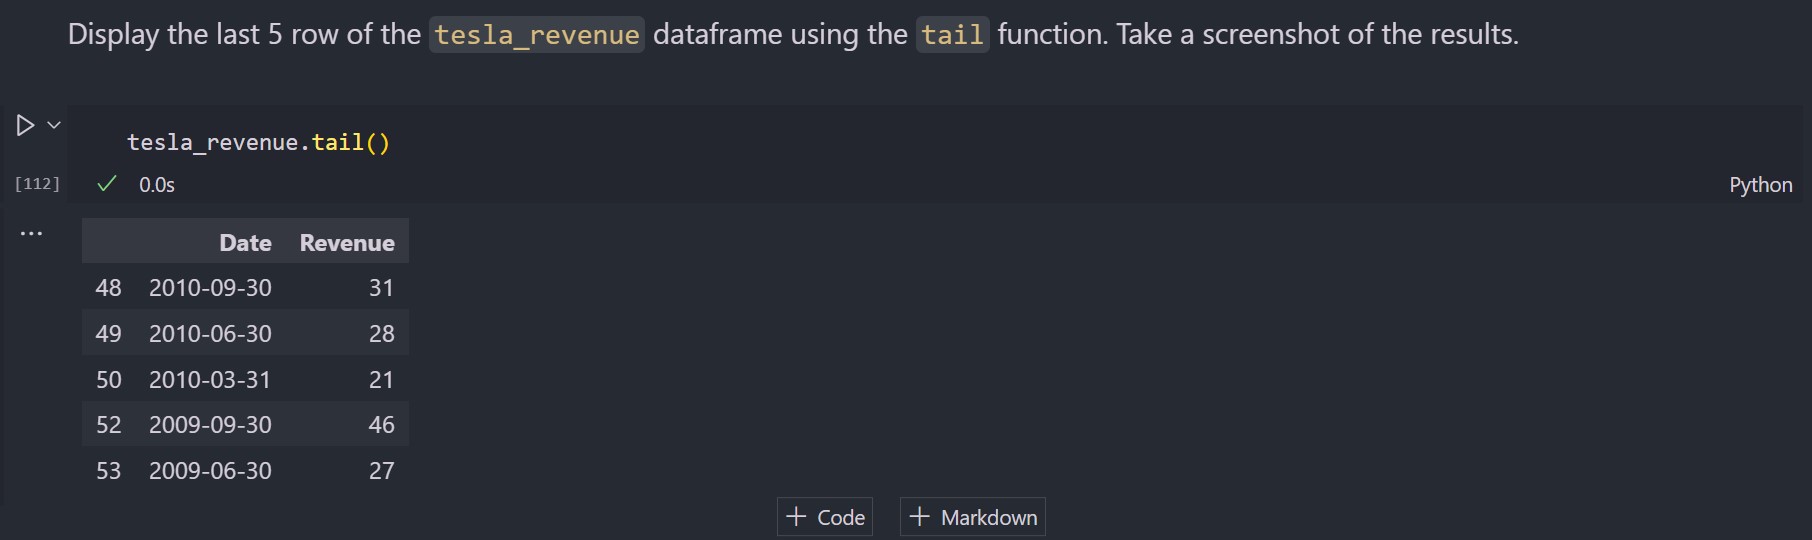 Display the last 5 row of the tesla_revenue dataframe using the tail function. Take a screenshot of the results.
tesla_revenue.tail()
[112] 0.0s Python
...
Date Revenue
48 2010-09-30 31
49 2010-06-30 28
50 2010-03-31 21
52 2009-09-30 46
53 2009-06-30 27
+ Code + Markdown